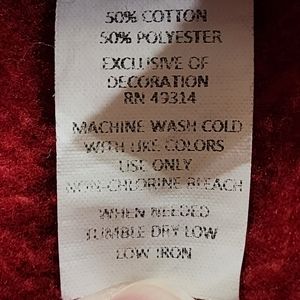 50% COTTON
50% POLYESTER
EXCLUSIVE OF
DECORATION
RN 49314
MACHINE WASH COLD
WITH LIKE COLORS
USE ONLY
NON-CHLORINE BLEACH
WHEN NEEDED
TUMBLE DRY LOW
LOW IRON